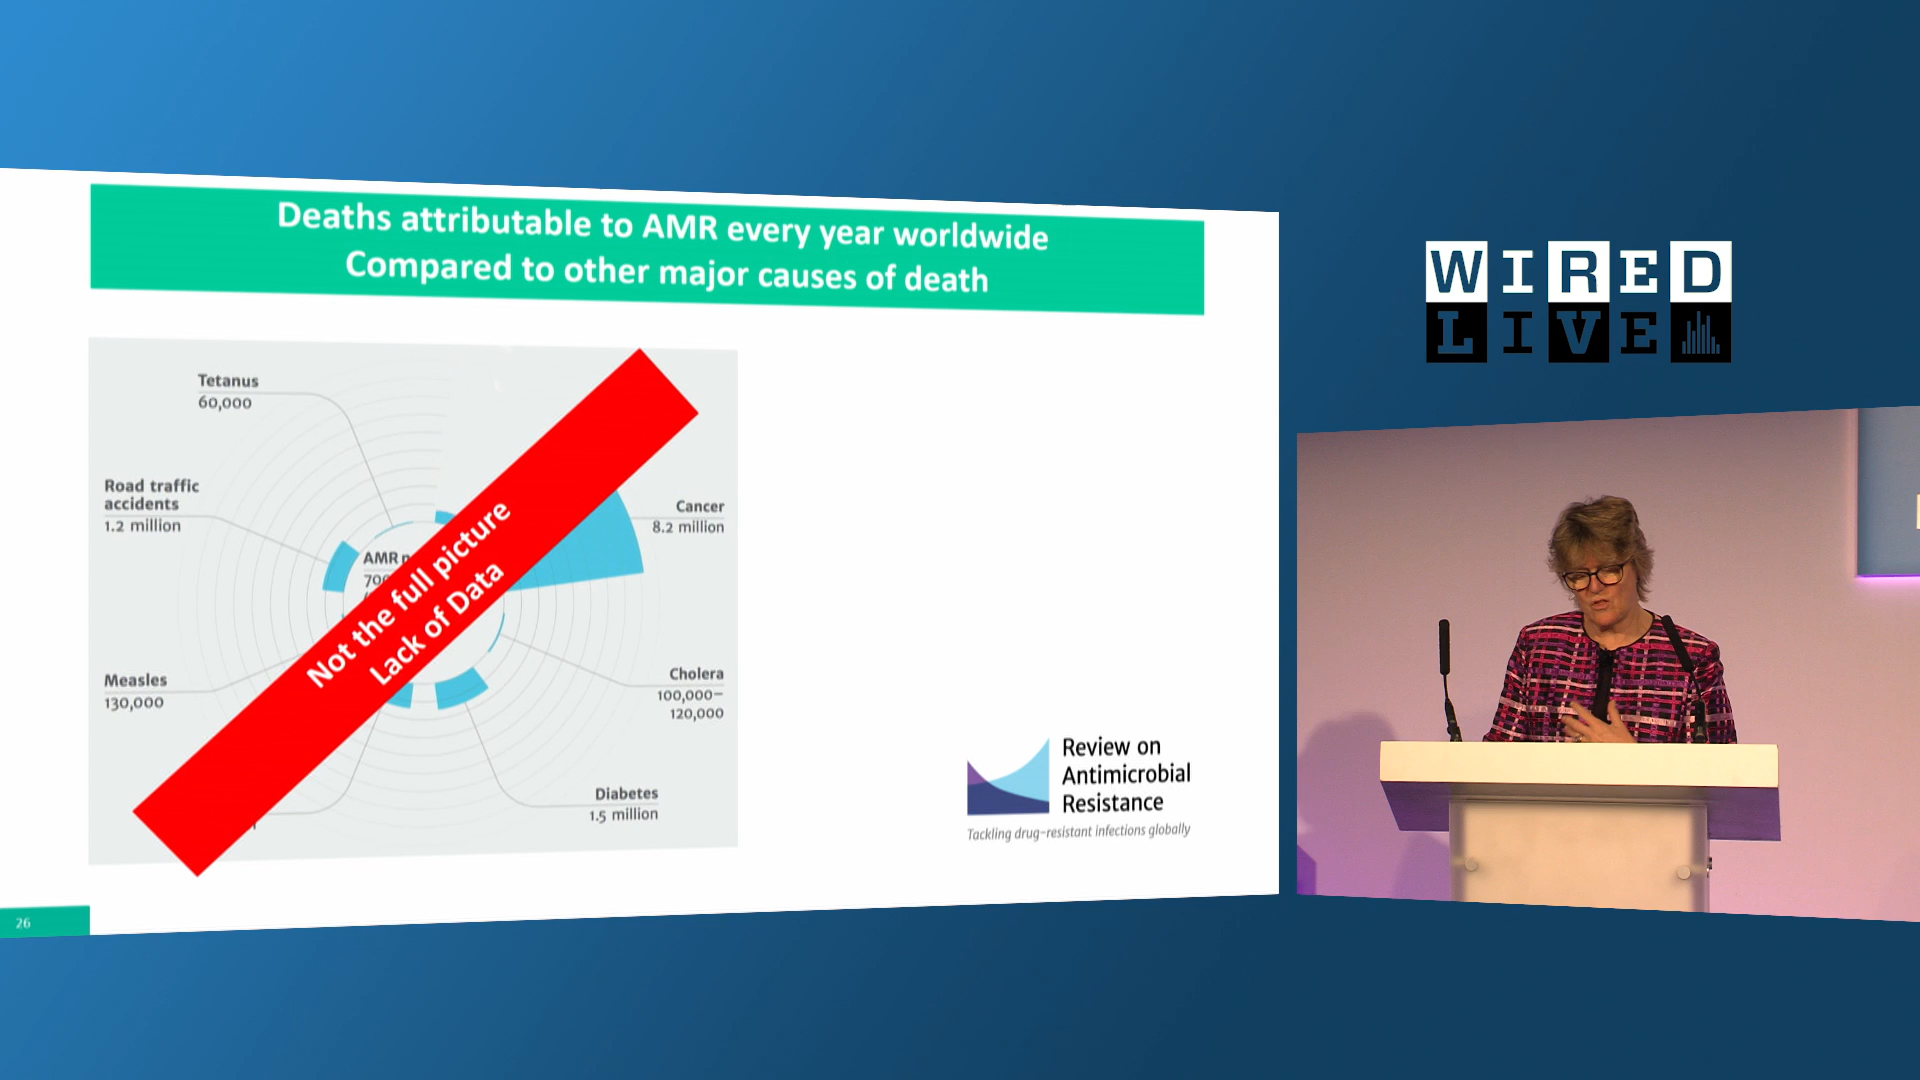 Deaths attributable to AMR every year worldwide
Compared to other major causes of death
Tetanus
60,000
Road traffic
accidents
1.2 million
AMR
Cancer
8.2 million
Not the full picture
Lack of Data
Measles
130,000
Cholera
100,000–
120,000
Diabetes
1.5 million
Review on
Antimicrobial
Resistance
Tackling drug-resistant infections globally
26
WIRED
LIVE